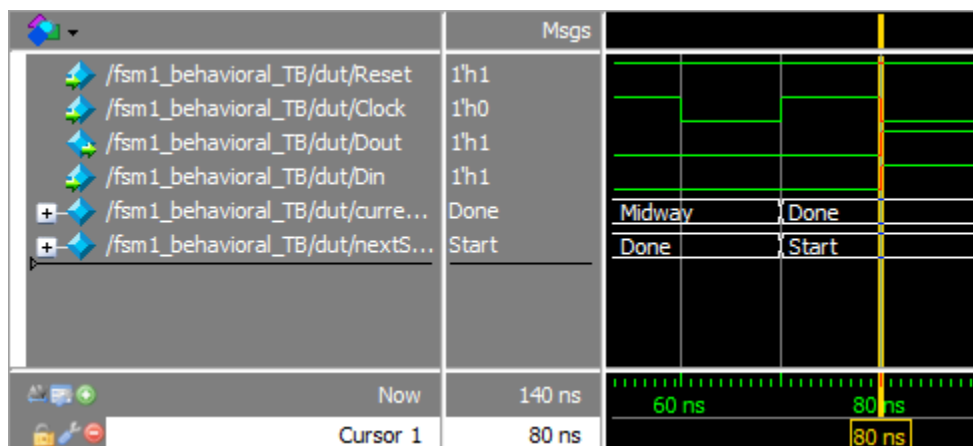 Msgs
/fsm1_behavioral_TB/dut/Reset 1'h1
/fsm1_behavioral_TB/dut/Clock 1'h0
/fsm1_behavioral_TB/dut/Dout 1'h1
/fsm1_behavioral_TB/dut/Din 1'h1
/fsm1_behavioral_TB/dut/curre... Done Midway Done
/fsm1_behavioral_TB/dut/nextS... Start Done Start
Now 140 ns 60 ns 80 ns
Cursor 1 80 ns 80 ns